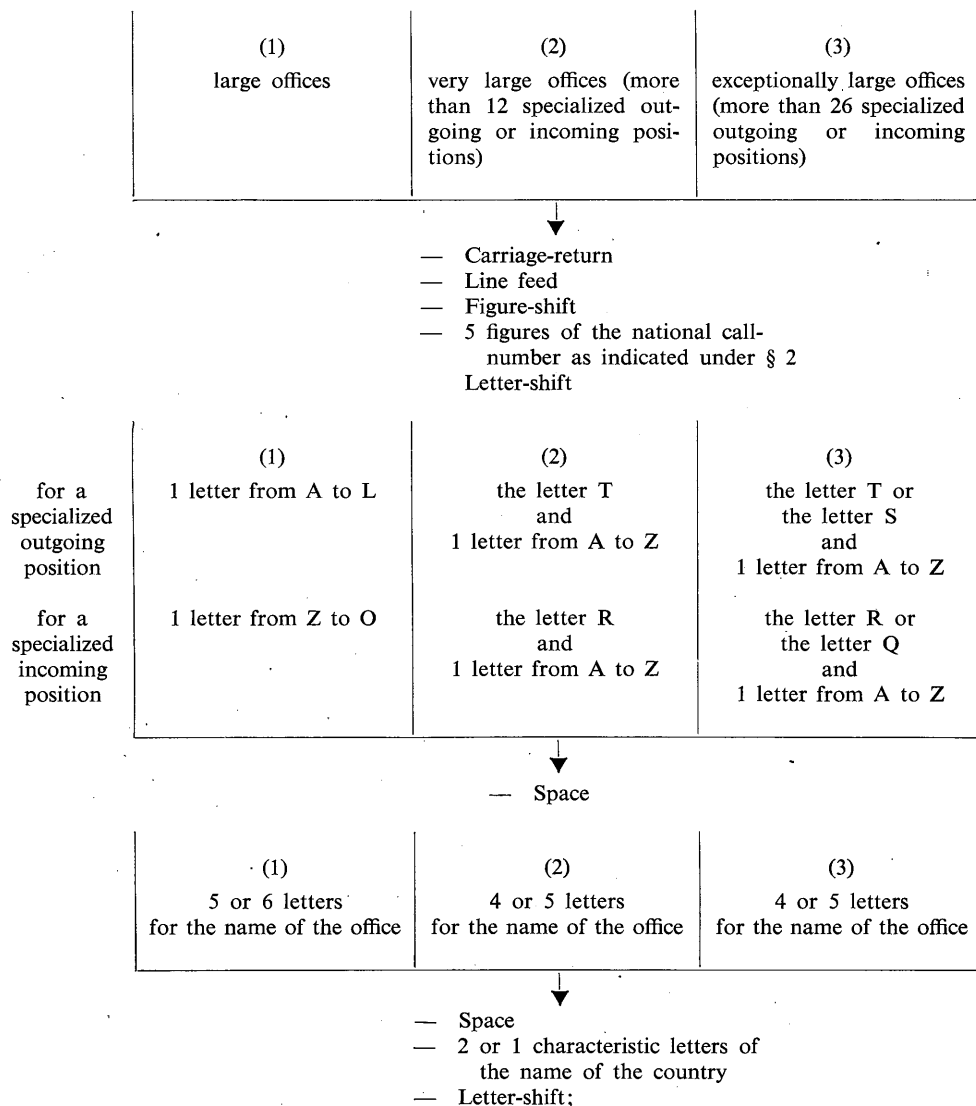 (1)
large offices
(2)
very large offices (more
than 12 specialized out-
going or incoming posi-
tions)
(3)
exceptionally large offices
(more than 26 specialized
outgoing or incoming
positions)
— Carriage-return
— Line feed
— Figure-shift
— 5 figures of the national call-
number as indicated under § 2
Letter-shift
(1)
(2)
(3)
for a
specialized
outgoing
position
1 letter from A to L
the letter T
and
1 letter from A to Z
the letter T or
the letter S
and
1 letter from A to Z
for a
specialized
incoming
position
1 letter from Z to O
the letter R
and
1 letter from A to Z
the letter R or
the letter Q
and
1 letter from A to Z
— Space
(1)
5 or 6 letters
for the name of the office
(2)
4 or 5 letters
for the name of the office
(3)
4 or 5 letters
for the name of the office
— Space
— 2 or 1 characteristic letters of
the name of the country
— Letter-shift;